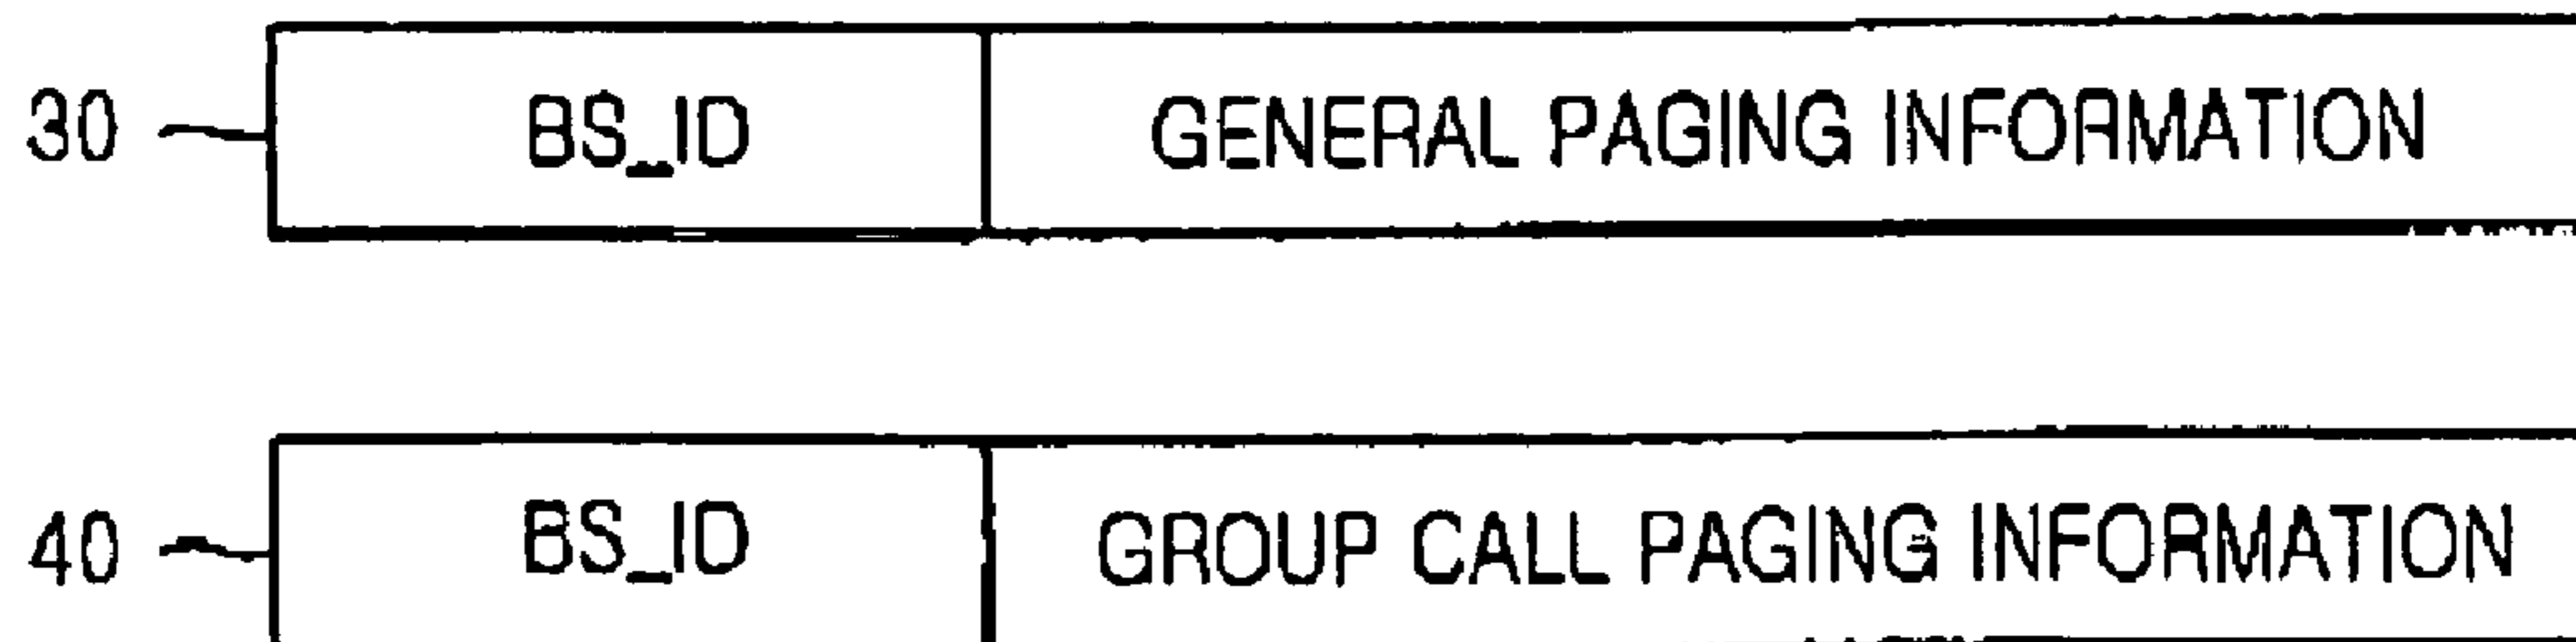 30 BS_ID GENERAL PAGING INFORMATION
40 BS_ID GROUP CALL PAGING INFORMATION